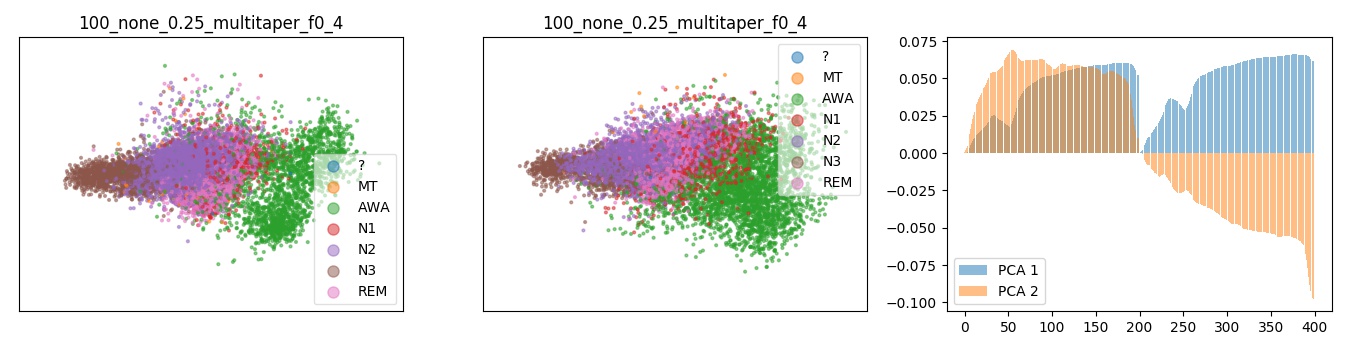 100_none_0.25_multitaper_f0_4
?
MT
AWA
N1
N2
N3
REM
100_none_0.25_multitaper_f0_4
?
MT
AWA
N1
N2
N3
REM
0.075
0.050
0.025
0.000
−0.025
−0.050
−0.075
−0.100
PCA 1
PCA 2
0 50 100 150 200 250 300 350 400